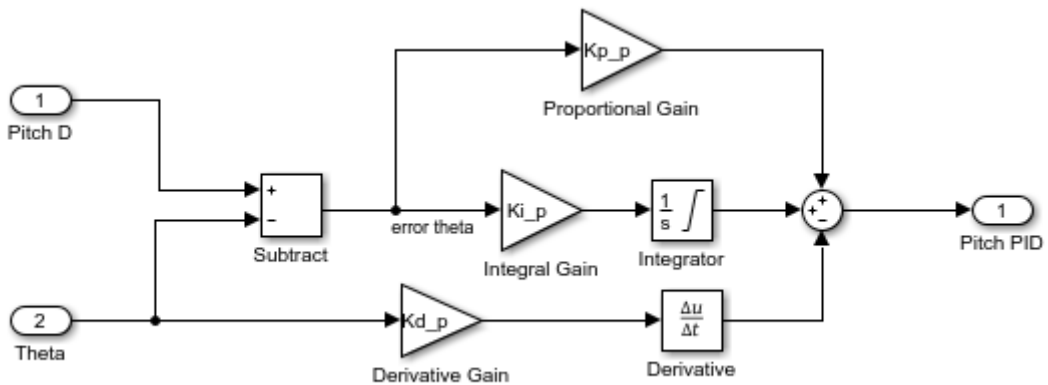 Kp_p
Proportional Gain
1
Pitch D
+
−
Subtract
error theta
Ki_p
Integral Gain
1
s
Integrator
+
+
−
1
Pitch PID
2
Theta
Kd_p
Derivative Gain
Δu
Δt
Derivative